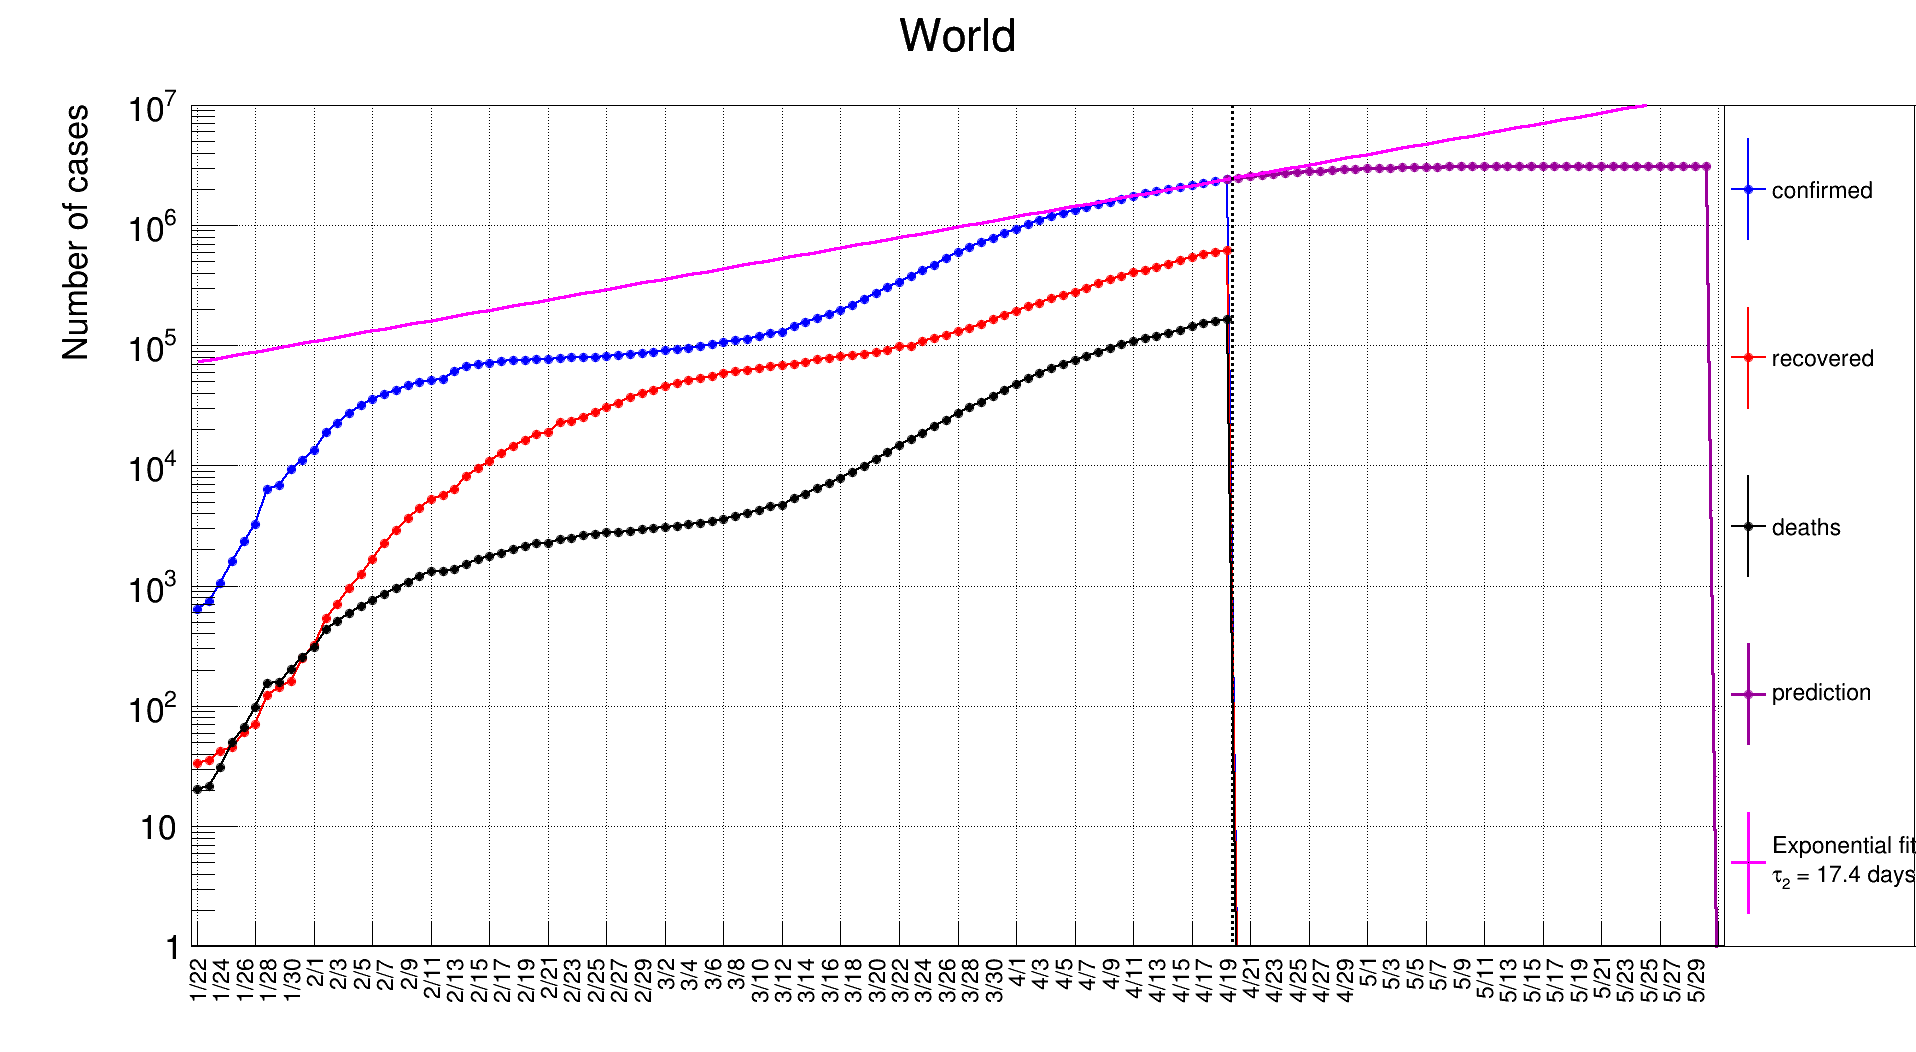 World
Number of cases
10^7
10^6
10^5
10^4
10^3
10^2
10
1
1/22 1/24 1/26 1/28 1/30 2/1 2/3 2/5 2/7 2/9 2/11 2/13 2/15 2/17 2/19 2/21 2/23 2/25 2/27 2/29 3/2 3/4 3/6 3/8 3/10 3/12 3/14 3/16 3/18 3/20 3/22 3/24 3/26 3/28 3/30 4/1 4/3 4/5 4/7 4/9 4/11 4/13 4/15 4/17 4/19 4/21 4/23 4/25 4/27 4/29 5/1 5/3 5/5 5/7 5/9 5/11 5/13 5/15 5/17 5/19 5/21 5/23 5/25 5/27 5/29
confirmed
recovered
deaths
prediction
Exponential fit
τ₂ = 17.4 days